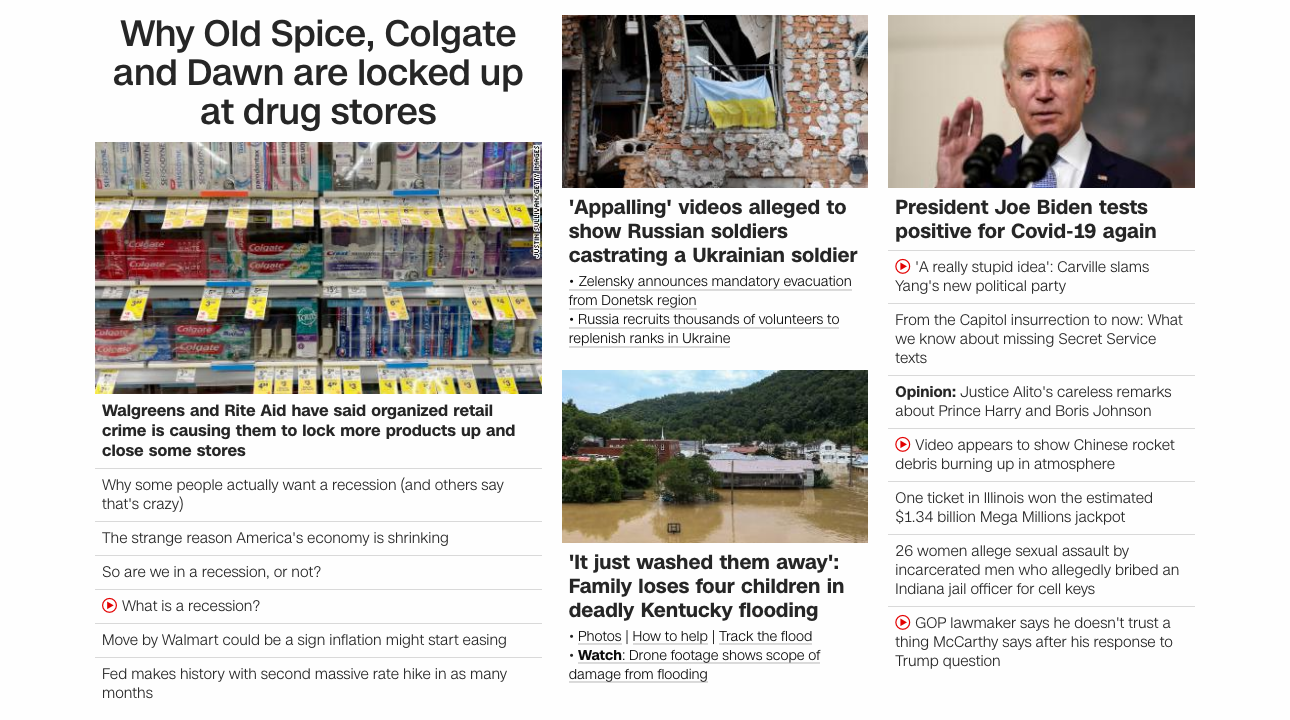 Why Old Spice, Colgate
and Dawn are locked up
at drug stores
JUSTIN SULLIVAN/GETTY IMAGES
SENSODYNE
Colgate
Colgate
Colgate
Crest
Walgreens and Rite Aid have said organized retail
crime is causing them to lock more products up and
close some stores
Why some people actually want a recession (and others say
that's crazy)
The strange reason America's economy is shrinking
So are we in a recession, or not?
What is a recession?
Move by Walmart could be a sign inflation might start easing
Fed makes history with second massive rate hike in as many
months
'Appalling' videos alleged to
show Russian soldiers
castrating a Ukrainian soldier
• Zelensky announces mandatory evacuation
from Donetsk region
• Russia recruits thousands of volunteers to
replenish ranks in Ukraine
'It just washed them away':
Family loses four children in
deadly Kentucky flooding
• Photos | How to help | Track the flood
• Watch: Drone footage shows scope of
damage from flooding
President Joe Biden tests
positive for Covid-19 again
'A really stupid idea': Carville slams
Yang's new political party
From the Capitol insurrection to now: What
we know about missing Secret Service
texts
Opinion: Justice Alito's careless remarks
about Prince Harry and Boris Johnson
Video appears to show Chinese rocket
debris burning up in atmosphere
One ticket in Illinois won the estimated
$1.34 billion Mega Millions jackpot
26 women allege sexual assault by
incarcerated men who allegedly bribed an
Indiana jail officer for cell keys
GOP lawmaker says he doesn't trust a
thing McCarthy says after his response to
Trump question